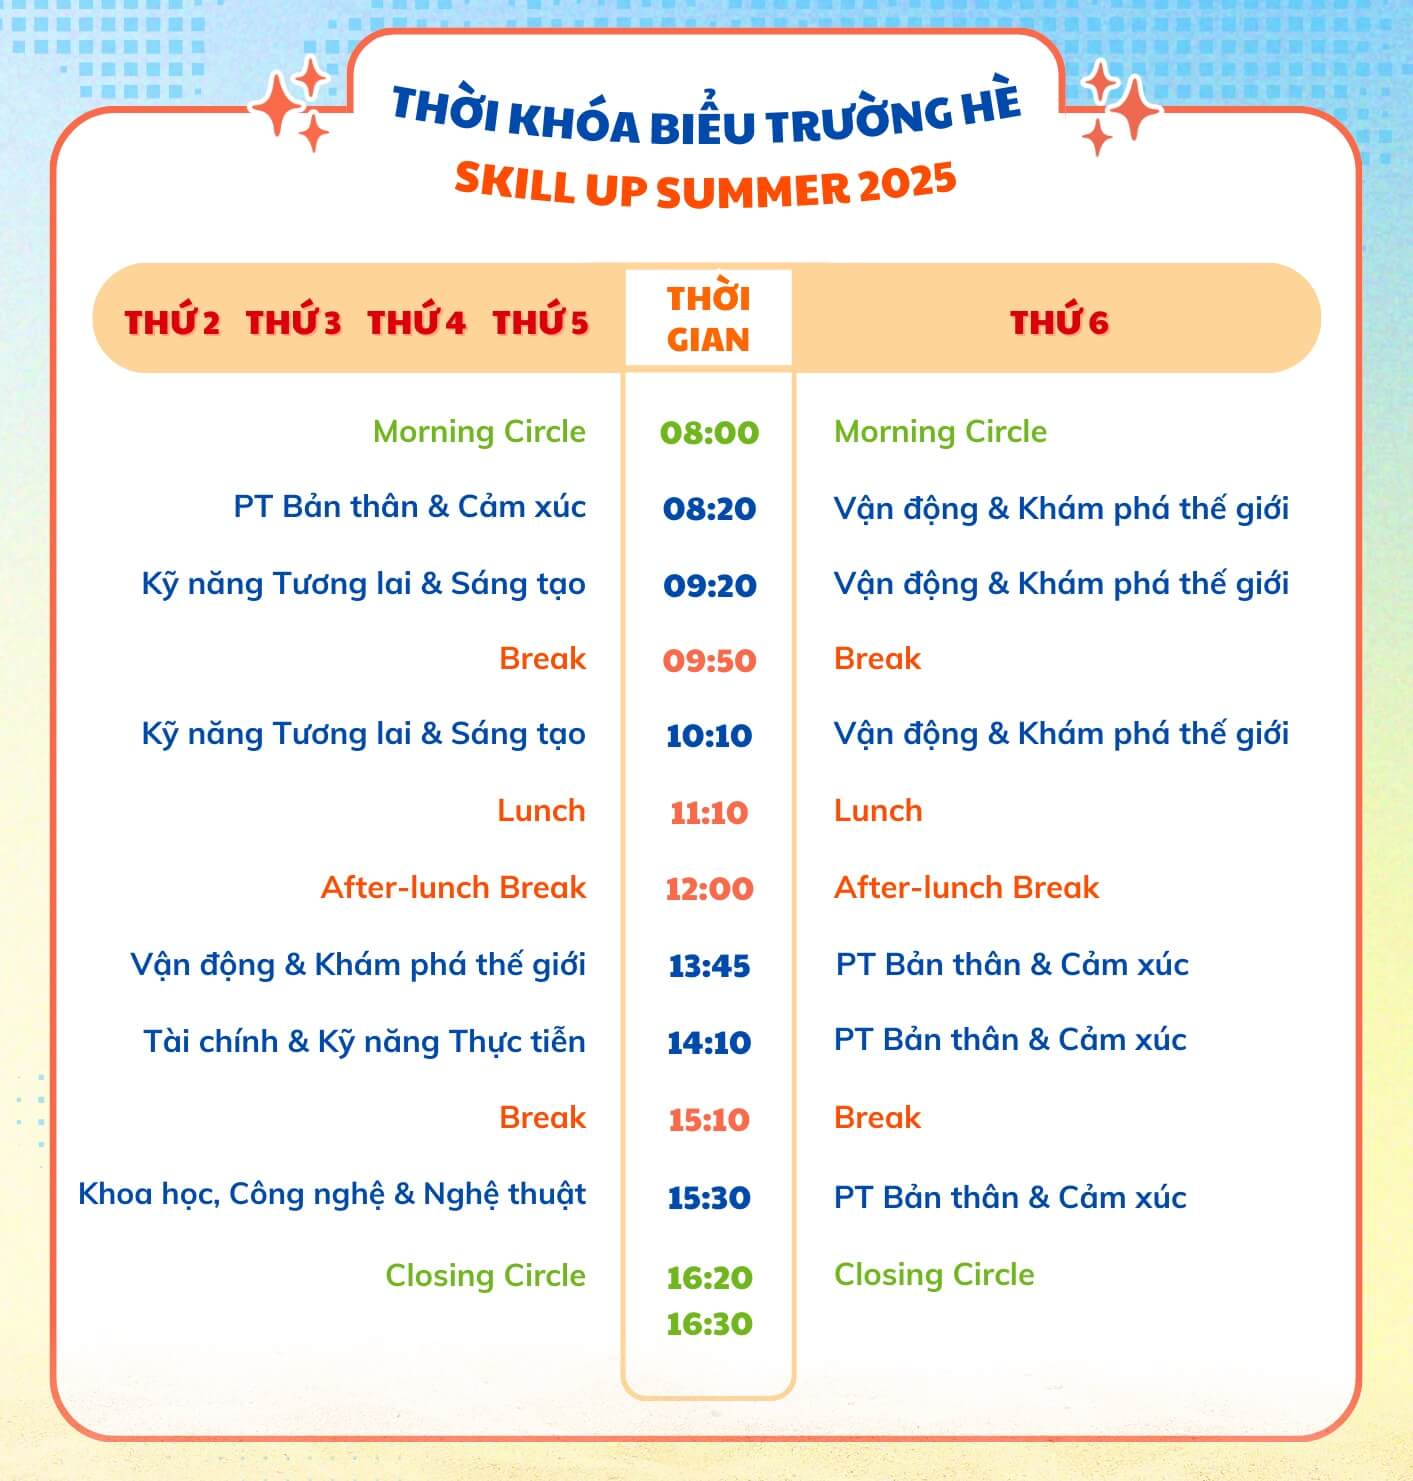 THỜI KHÓA BIỂU TRƯỜNG HÈ
SKILL UP SUMMER 2025
THỨ 2 THỨ 3 THỨ 4 THỨ 5 THỜI GIAN THỨ 6
Morning Circle 08:00 Morning Circle
PT Bản thân & Cảm xúc 08:20 Vận động & Khám phá thế giới
Kỹ năng Tương lai & Sáng tạo 09:20 Vận động & Khám phá thế giới
Break 09:50 Break
Kỹ năng Tương lai & Sáng tạo 10:10 Vận động & Khám phá thế giới
Lunch 11:10 Lunch
After-lunch Break 12:00 After-lunch Break
Vận động & Khám phá thế giới 13:45 PT Bản thân & Cảm xúc
Tài chính & Kỹ năng Thực tiễn 14:10 PT Bản thân & Cảm xúc
Break 15:10 Break
Khoa học, Công nghệ & Nghệ thuật 15:30 PT Bản thân & Cảm xúc
Closing Circle 16:20 Closing Circle
16:30